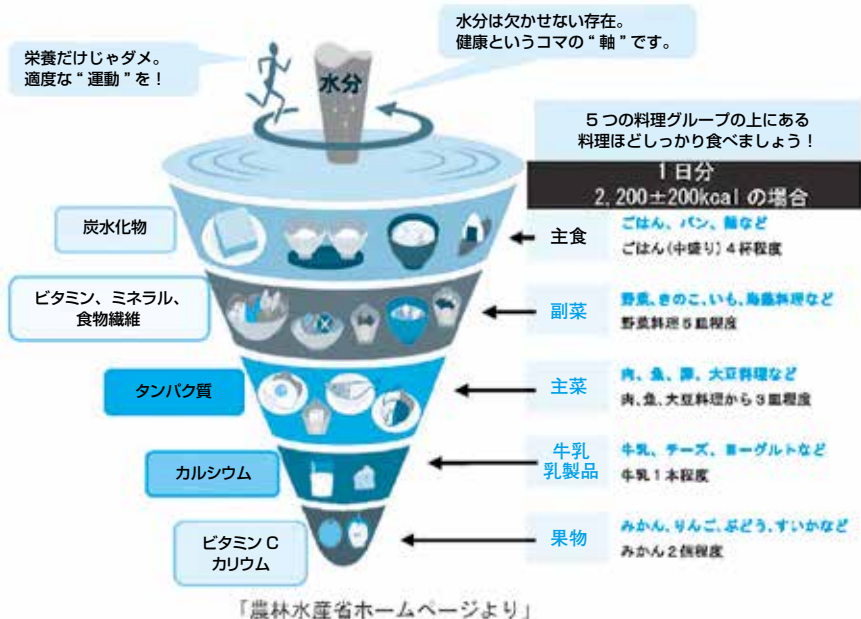 水分は欠かせない存在。
健康というコマの“軸”です。
栄養だけじゃダメ。
適度な“運動”を！
水分
5つの料理グループの上にある
料理ほどしっかり食べましょう！
1日分
2,200±200kcalの場合
炭水化物
主食
ごはん、パン、麺など
ごはん(中盛り)4杯程度
ビタミン、ミネラル、
食物繊維
副菜
野菜、きのこ、いも、海藻料理など
野菜料理5皿程度
タンパク質
主菜
肉、魚、卵、大豆料理など
肉、魚、大豆料理から3皿程度
カルシウム
牛乳
乳製品
牛乳、チーズ、ヨーグルトなど
牛乳1本程度
ビタミンC
カリウム
果物
みかん、りんご、ぶどう、すいかなど
みかん2個程度
「農林水産省ホームページより」